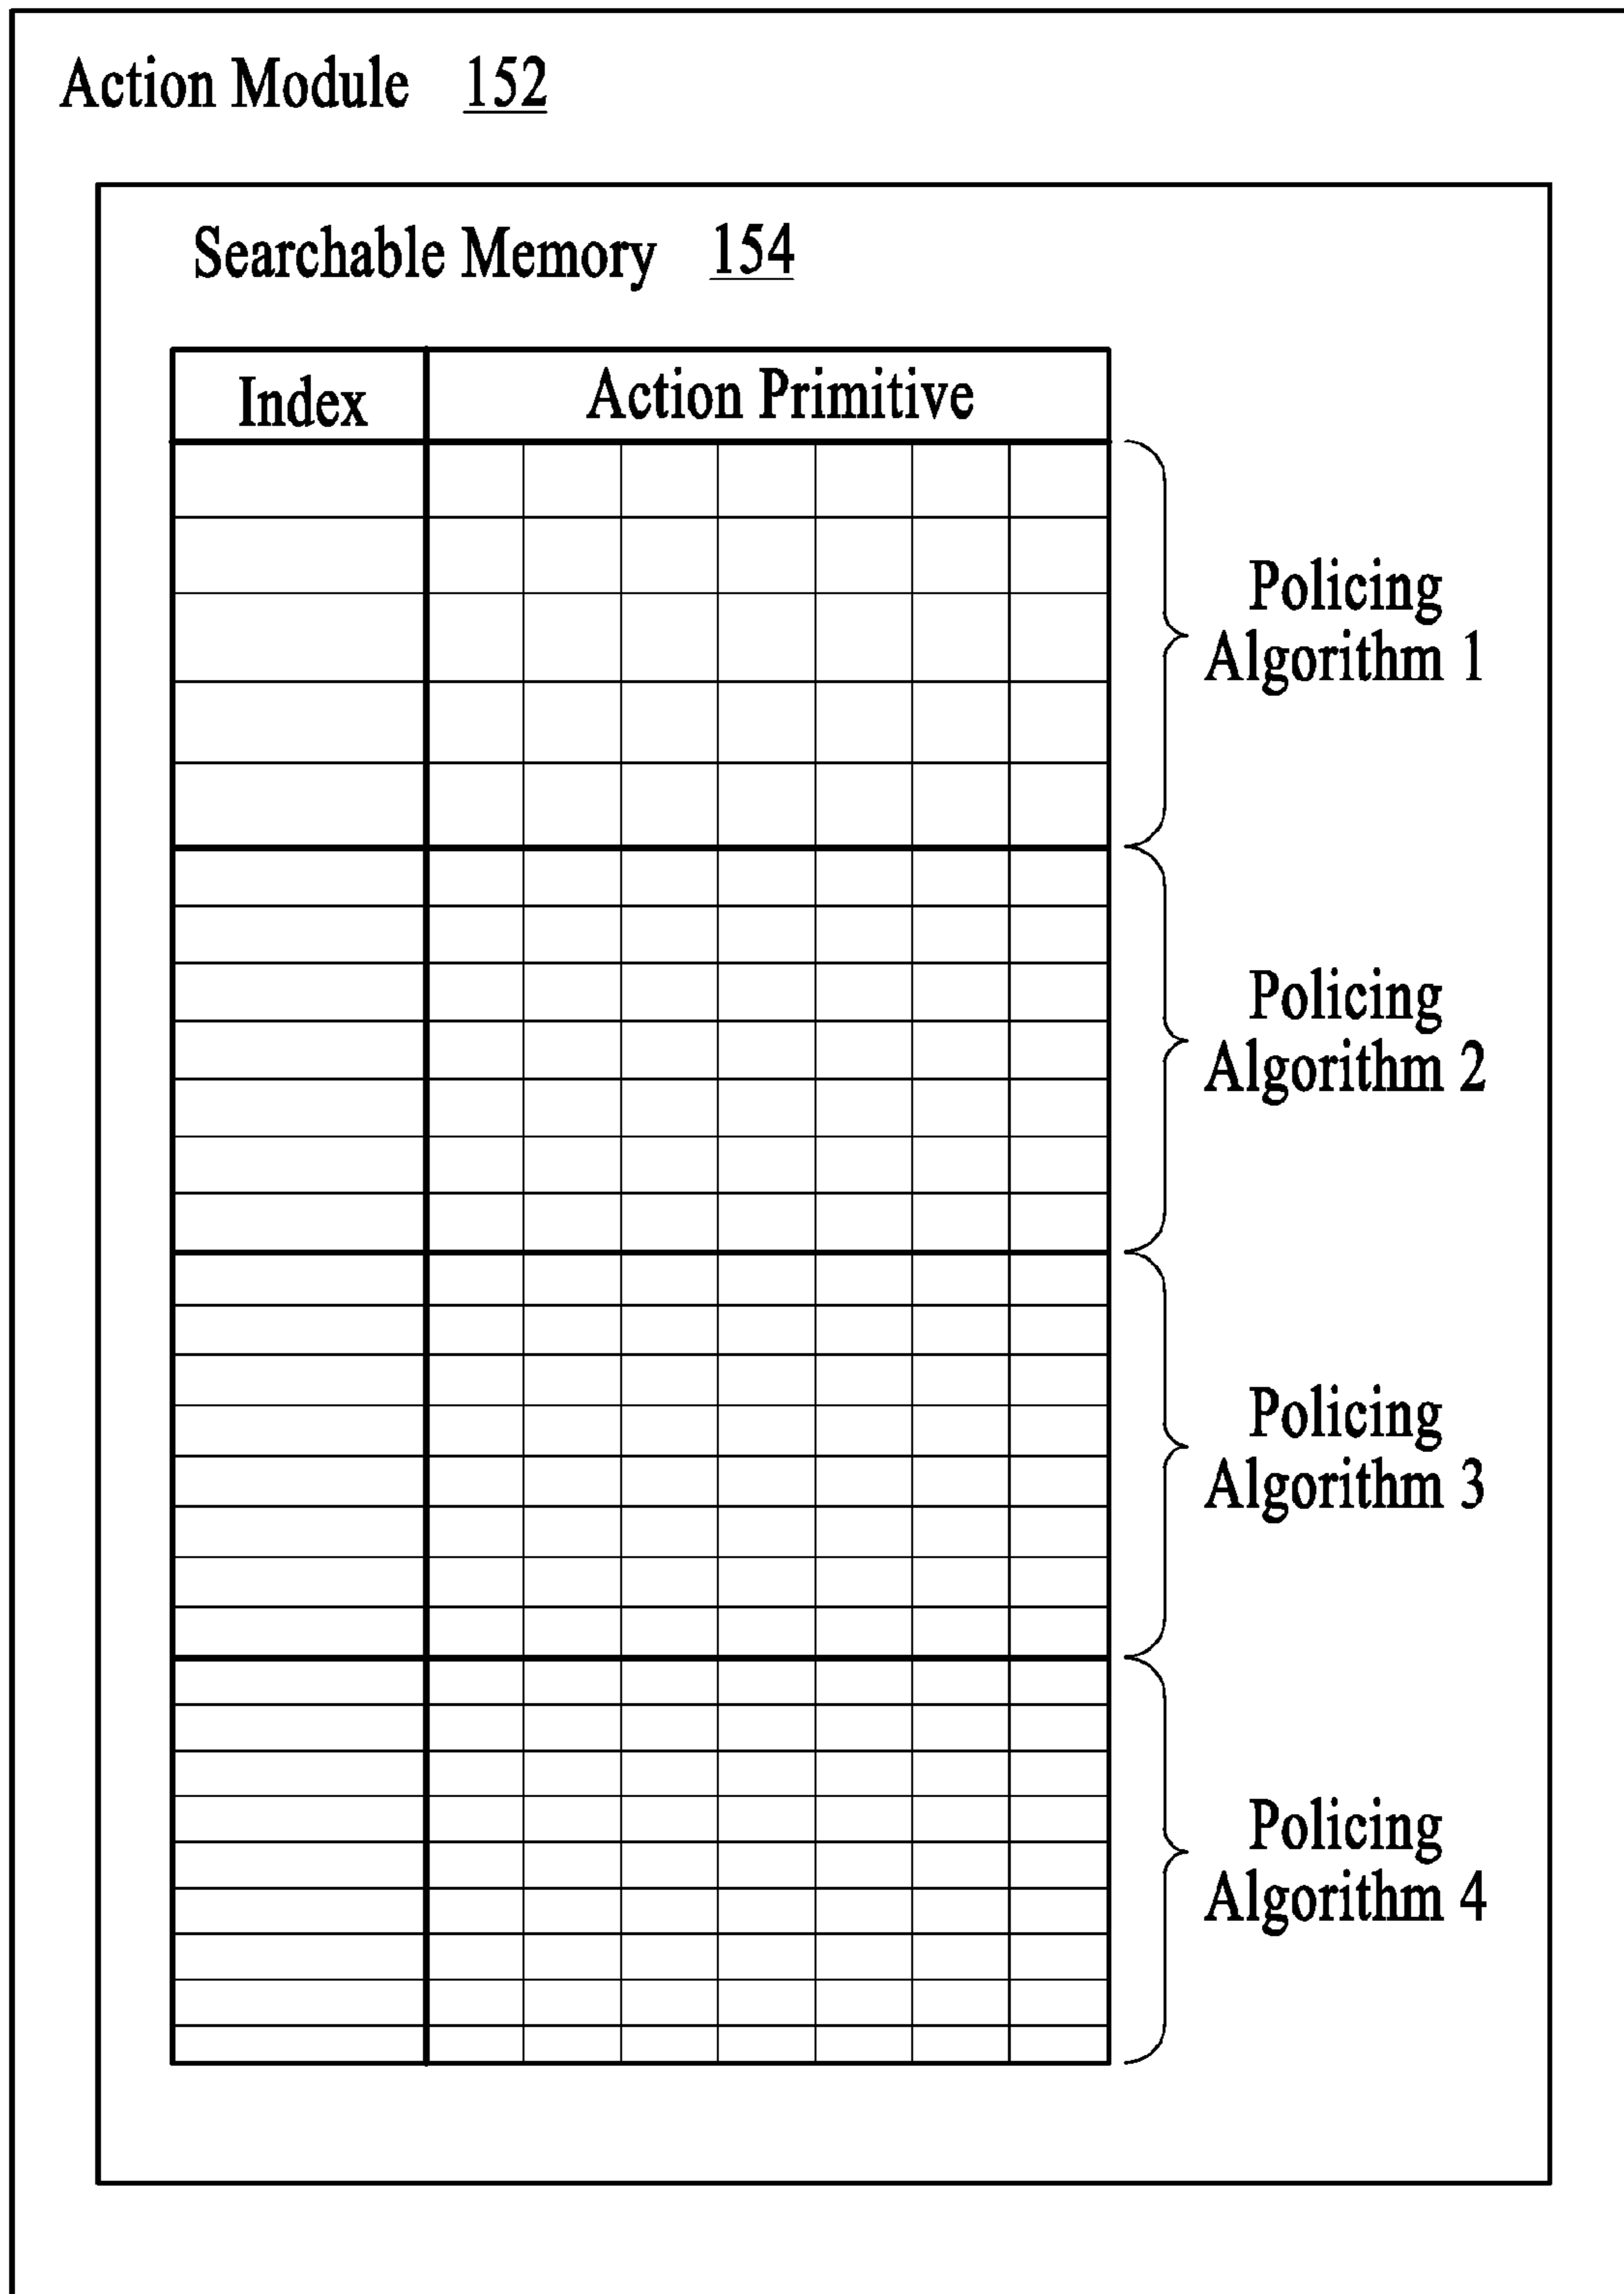 Action Module 152
Searchable Memory 154
Index Action Primitive
Policing
Algorithm 1
Policing
Algorithm 2
Policing
Algorithm 3
Policing
Algorithm 4